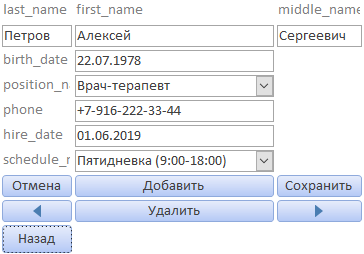 last_name first_name middle_name
Петров Алексей Сергеевич
birth_date 22.07.1978
position_n Врач-терапевт
phone +7-916-222-33-44
hire_date 01.06.2019
schedule_r Пятидневка (9:00-18:00)
Отмена Добавить Сохранить
Удалить
Назад